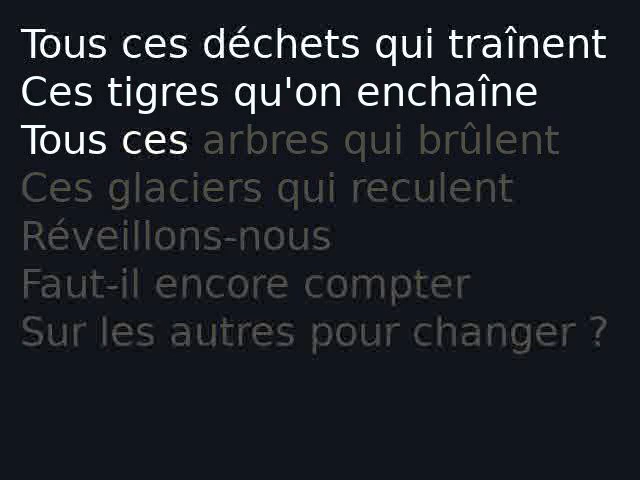 Tous ces déchets qui traînent
Ces tigres qu'on enchaîne
Tous ces arbres qui brûlent
Ces glaciers qui reculent
Réveillons-nous
Faut-il encore compter
Sur les autres pour changer ?